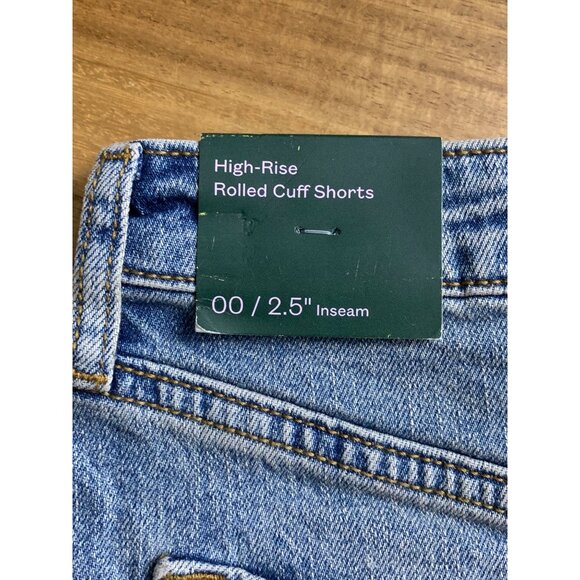 High-Rise
Rolled Cuff Shorts
00 / 2.5" Inseam